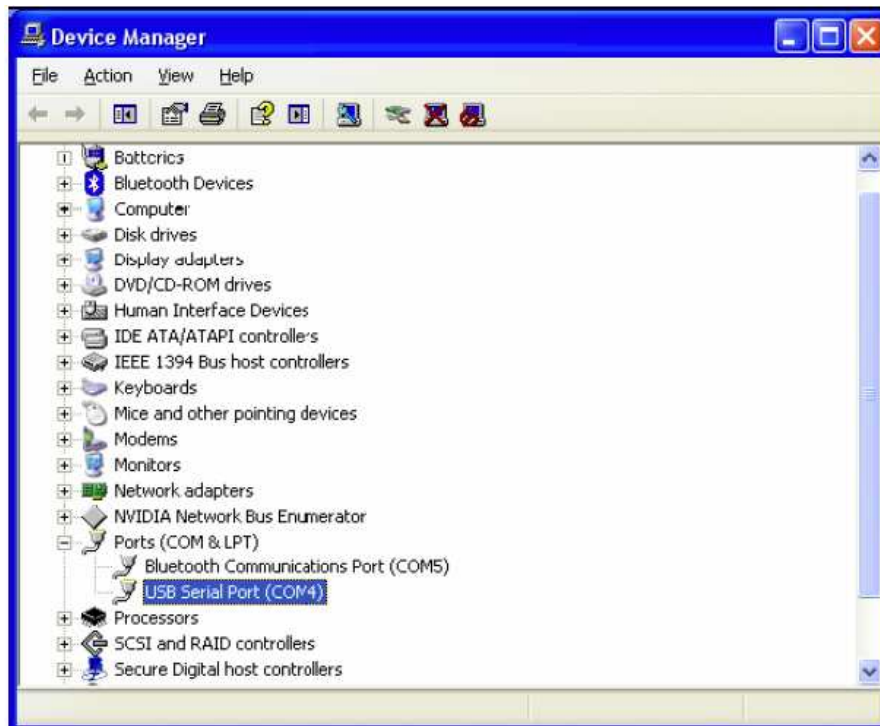 Device Manager
File Action View Help
Batteries
Bluetooth Devices
Computer
Disk drives
Display adapters
DVD/CD-ROM drives
Human Interface Devices
IDE ATA/ATAPI controllers
IEEE 1394 Bus host controllers
Keyboards
Mice and other pointing devices
Modems
Monitors
Network adapters
NVIDIA Network Bus Enumerator
Ports (COM & LPT)
Bluetooth Communications Port (COM5)
USB Serial Port (COM4)
Processors
SCSI and RAID controllers
Secure Digital host controllers